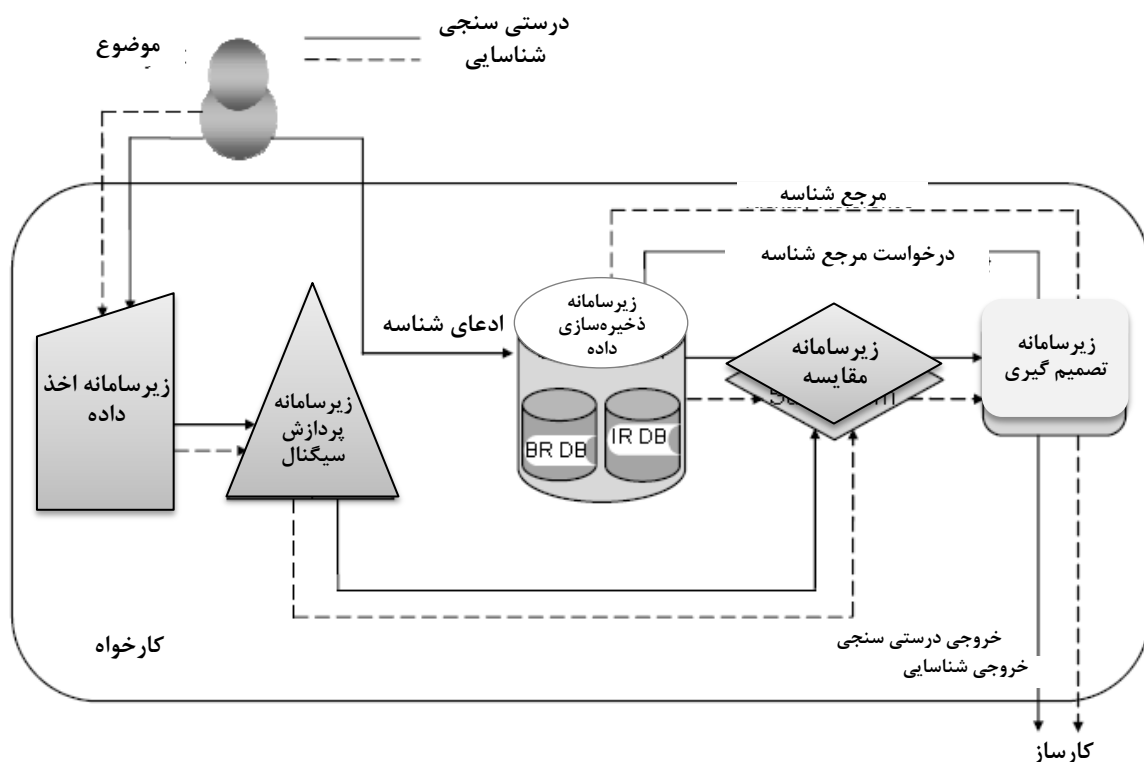 موضوع
درستی سنجی
شناسایی
مرجع شناسه
درخواست مرجع شناسه
ادعای شناسه
زیرسامانه
ذخیره‌سازی
داده
زیرسامانه
مقایسه
زیرسامانه
تصمیم گیری
زیرسامانه اخذ
داده
زیرسامانه
پردازش
سیگنال
BR DB
IR DB
کارخواه
خروجی درستی سنجی
خروجی شناسایی
کارساز